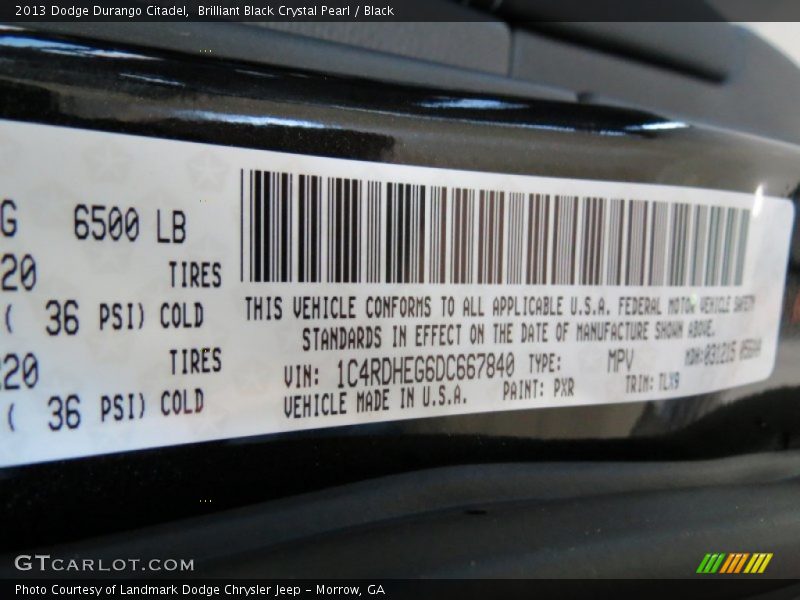 2013 Dodge Durango Citadel, Brilliant Black Crystal Pearl / Black
G 6500 LB
20 TIRES
( 36 PSI) COLD
20 TIRES
( 36 PSI) COLD
THIS VEHICLE CONFORMS TO ALL APPLICABLE U.S.A. FEDERAL MOTOR VEHICLE SAFETY
STANDARDS IN EFFECT ON THE DATE OF MANUFACTURE SHOWN ABOVE.
VIN: 1C4RDHEG6DC667840 TYPE: MPV MDH:031215
VEHICLE MADE IN U.S.A. PAINT: PXR TRIM: TLX9
GTCARLOT.COM
Photo Courtesy of Landmark Dodge Chrysler Jeep - Morrow, GA